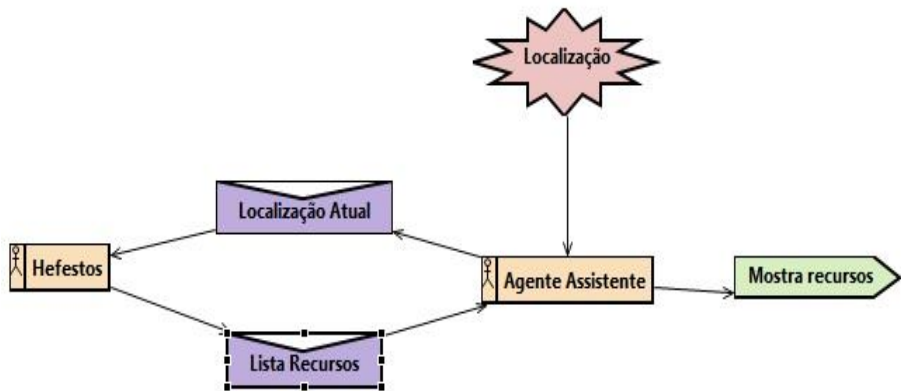 Localização
Localização Atual
Hefestos
Agente Assistente
Mostra recursos
Lista Recursos